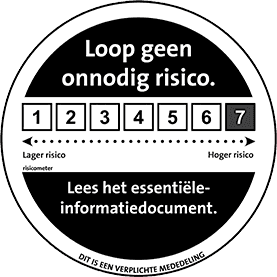 Loop geen
onnodig risico.
1 2 3 4 5 6 7
Lager risico Hoger risico
risicometer
Lees het essentiële-
informatiedocument.
DIT IS EEN VERPLICHTE MEDEDELING